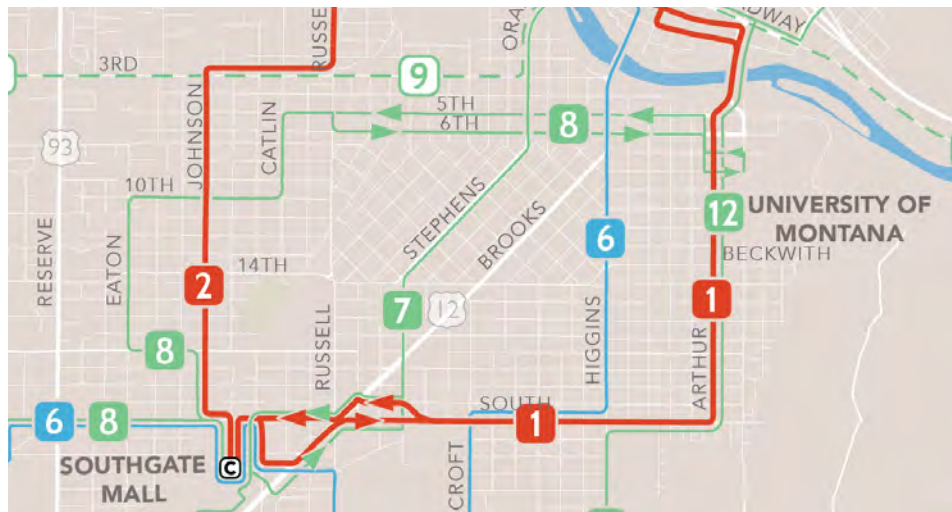 RUSSE
ORA
DWAY
3RD
9
JOHNSON
CATLIN
5TH
6TH
8
93
10TH
STEPHENS
BROOKS
12
UNIVERSITY OF
MONTANA
6
BECKWITH
RESERVE
EATON
14TH
2
7
12
1
RUSSELL
HIGGINS
ARTHUR
8
SOUTH
1
6
8
SOUTHGATE
MALL
C
CROFT